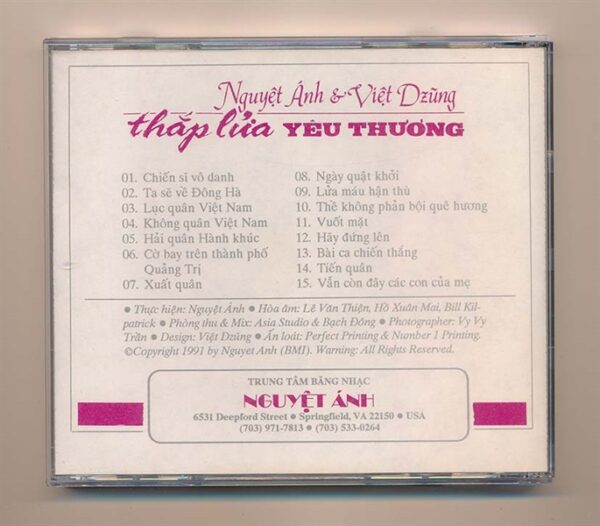 Nguyệt Ánh & Việt Dzũng
thắp lửa YÊU THƯƠNG
01. Chiến sĩ vô danh
02. Ta sẽ về Đông Hà
03. Lục quân Việt Nam
04. Không quân Việt Nam
05. Hải quân Hành khúc
06. Cờ bay trên thành phố
Quảng Trị
07. Xuất quân
08. Ngày quật khởi
09. Lửa máu hận thù
10. Thề không phản bội quê hương
11. Vuốt mặt
12. Hãy đứng lên
13. Bài ca chiến thắng
14. Tiến quân
15. Vẫn còn đây các con của mẹ
• Thực hiện: Nguyệt Ánh • Hòa âm: Lê Văn Thiện, Hồ Xuân Mai, Bill Kil-
patrick • Phòng thu & Mix: Asia Studio & Bạch Đông • Photographer: Vy Vy
Trần • Design: Việt Dzũng • Ấn loát: Perfect Printing & Number 1 Printing.
©Copyright 1991 by Nguyet Anh (BMI). Warning: All Rights Reserved.
TRUNG TÂM BĂNG NHẠC
NGUYỆT ÁNH
6531 Deepford Street • Springfield, VA 22150 • USA
(703) 971-7813 • (703) 533-0264